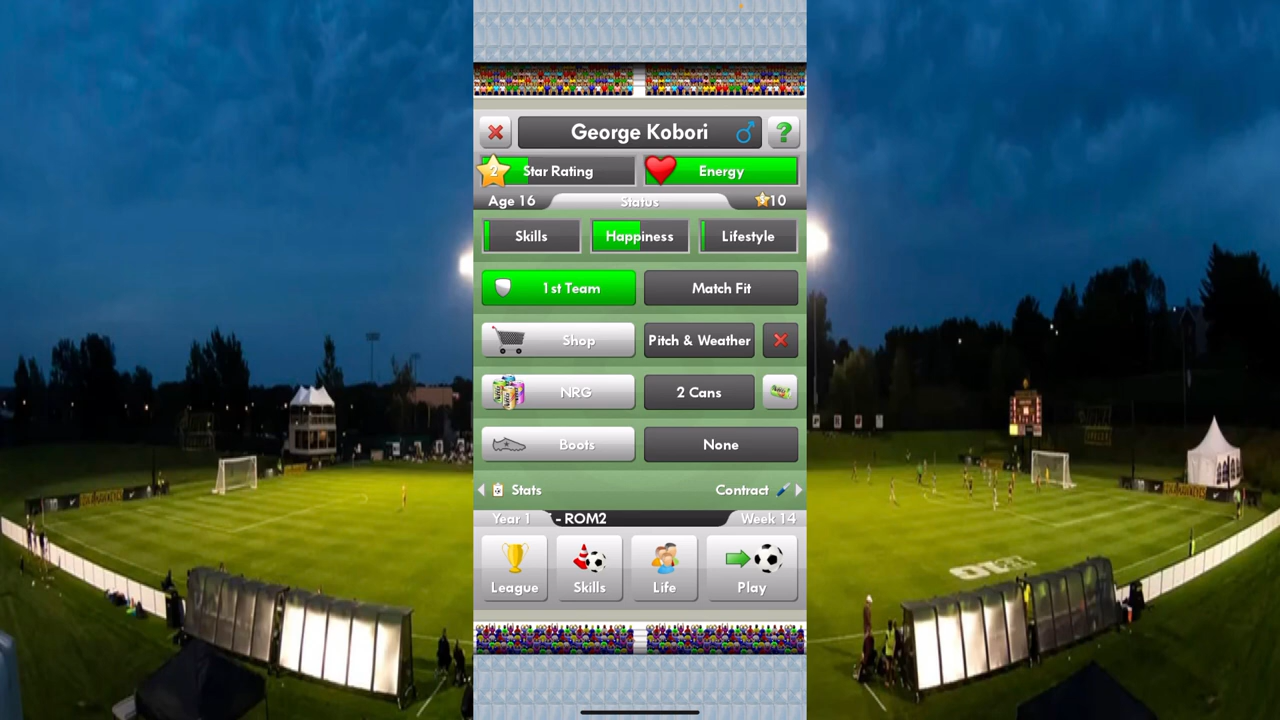 George Kobori
?
2
Star Rating
Energy
Age 16
Status
10
Skills
Happiness
Lifestyle
1st Team
Match Fit
Shop
Pitch & Weather
NRG
2 Cans
Boots
None
Stats
Contract
Year 1
- ROM2
Week 14
League
Skills
Life
Play